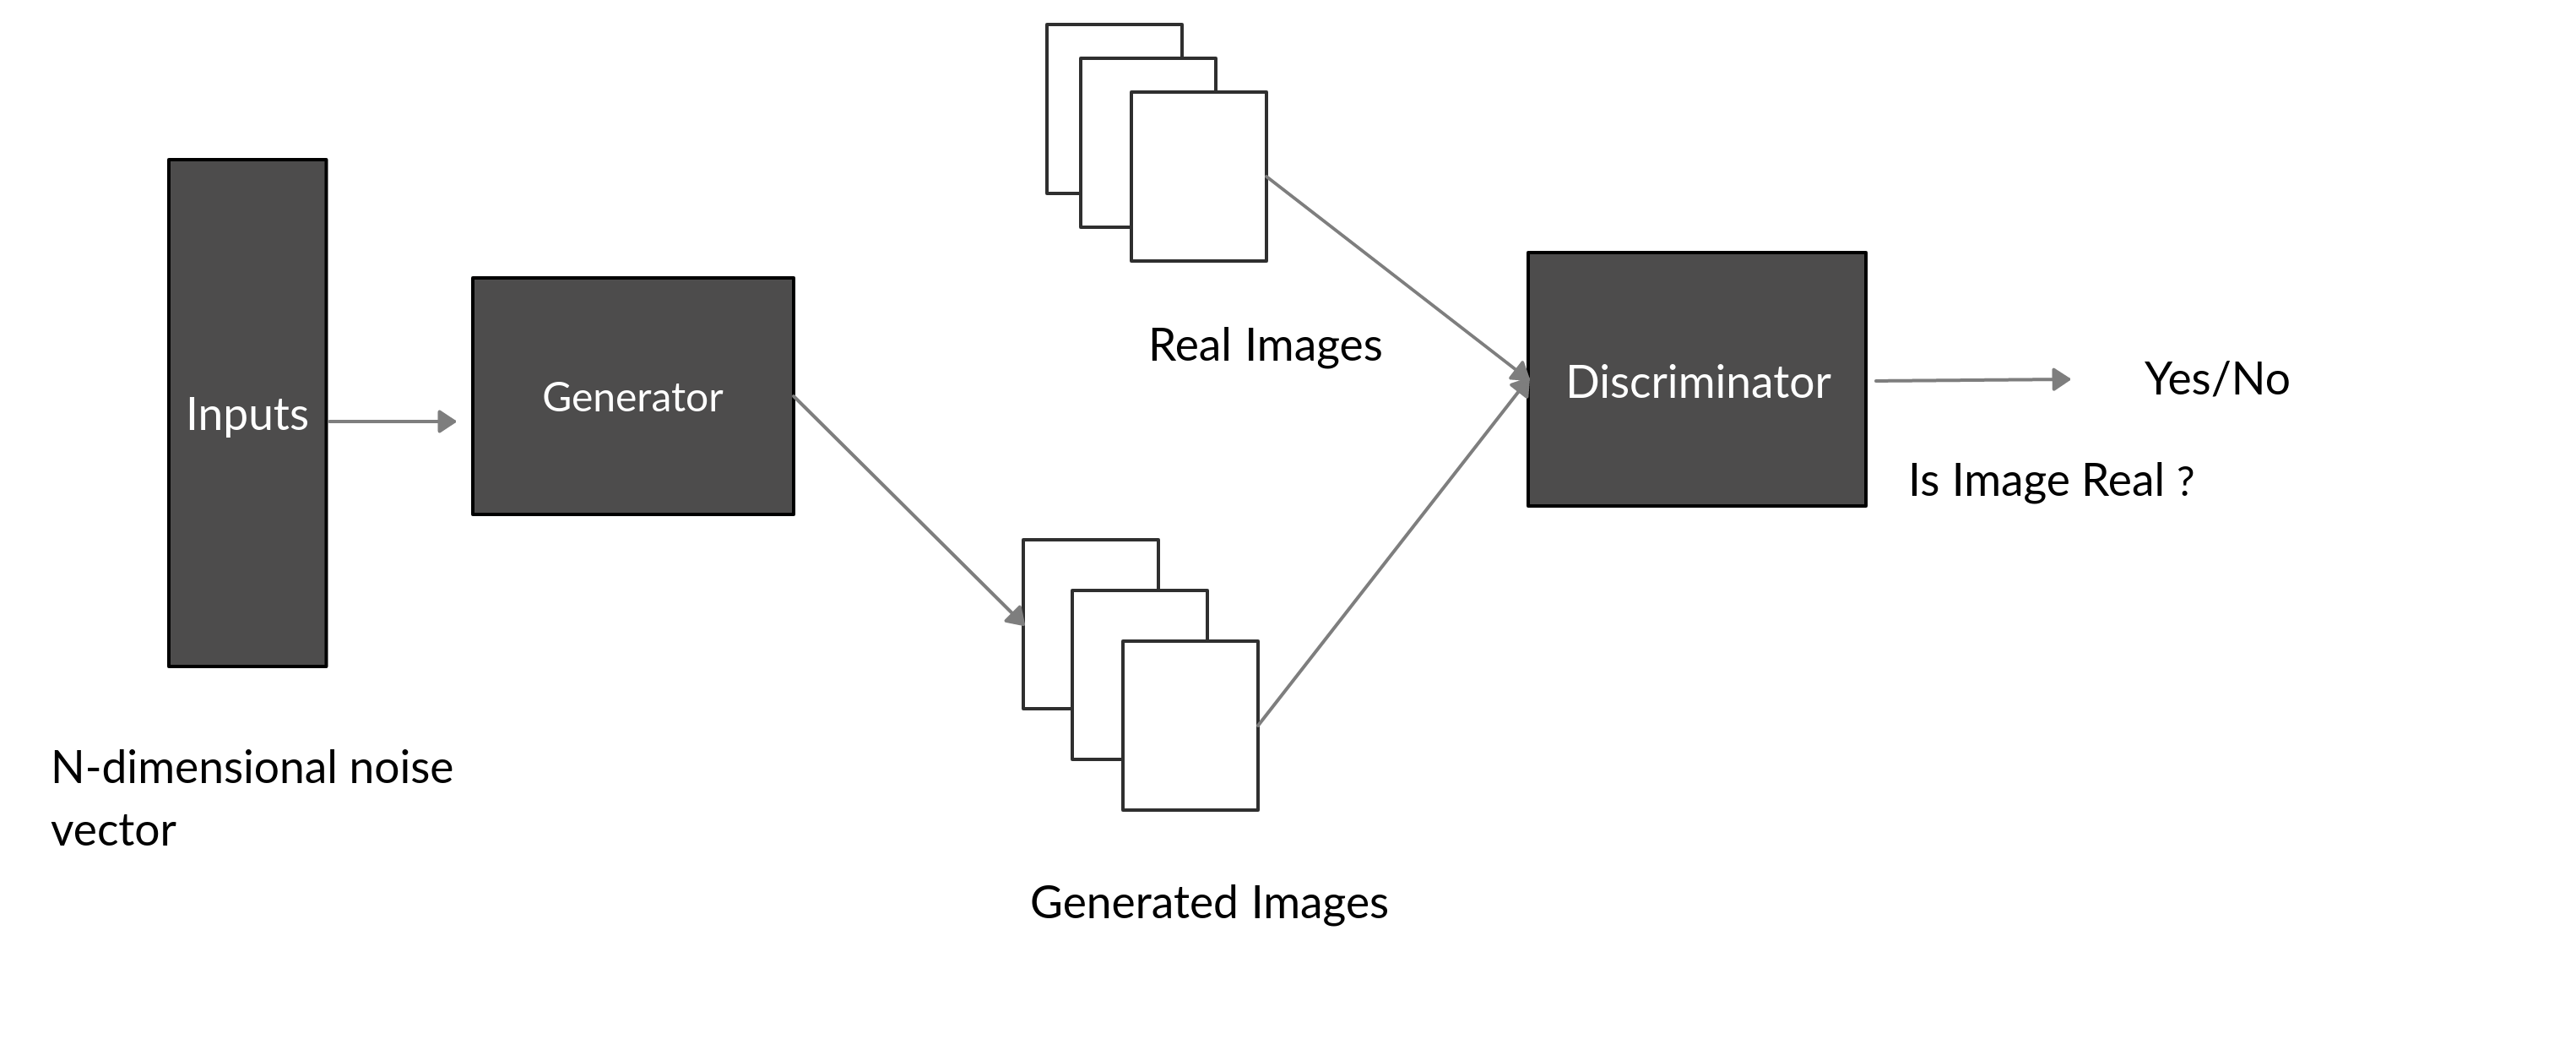 Inputs
N-dimensional noise
vector
Generator
Real Images
Generated Images
Discriminator
Yes/No
Is Image Real ?